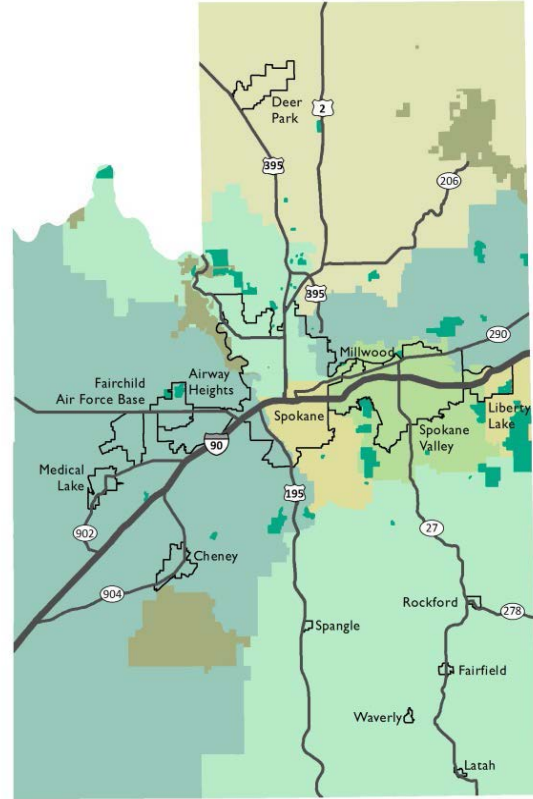 Deer
Park
2
395
206
395
290
Millwood
Fairchild
Air Force Base
Airway
Heights
Spokane
Liberty
Lake
Spokane
Valley
90
Medical
Lake
195
902
27
Cheney
904
Rockford
278
Spangle
Fairfield
Waverly
Latah